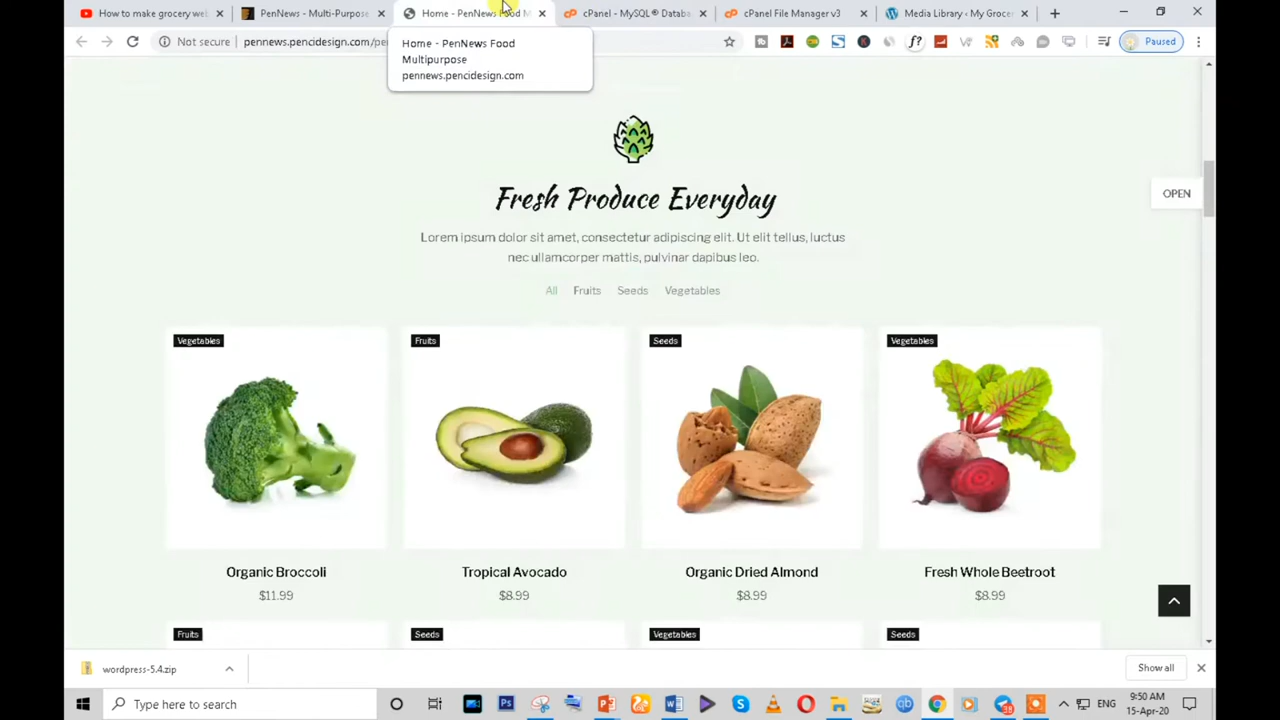 How to make grocery web
PenNews - Multi-Purpose
Home - PenNews Food M
cPanel - MySQL® Databa
cPanel File Manager v3
Media Library ‹ My Grocer
Not secure
pennews.pencidesign.com/pe
Paused
Home - PenNews Food
Multipurpose
pennews.pencidesign.com
OPEN
Fresh Produce Everyday
Lorem ipsum dolor sit amet, consectetur adipiscing elit. Ut elit tellus, luctus
nec ullamcorper mattis, pulvinar dapibus leo.
All Fruits Seeds Vegetables
Vegetables
Fruits
Seeds
Vegetables
Organic Broccoli
Tropical Avocado
Organic Dried Almond
Fresh Whole Beetroot
$11.99
$8.99
$8.99
$8.99
Fruits
Seeds
Vegetables
Seeds
wordpress-5.4.zip
Show all
Type here to search
Ps
38
ENG
9:50 AM
15-Apr-20